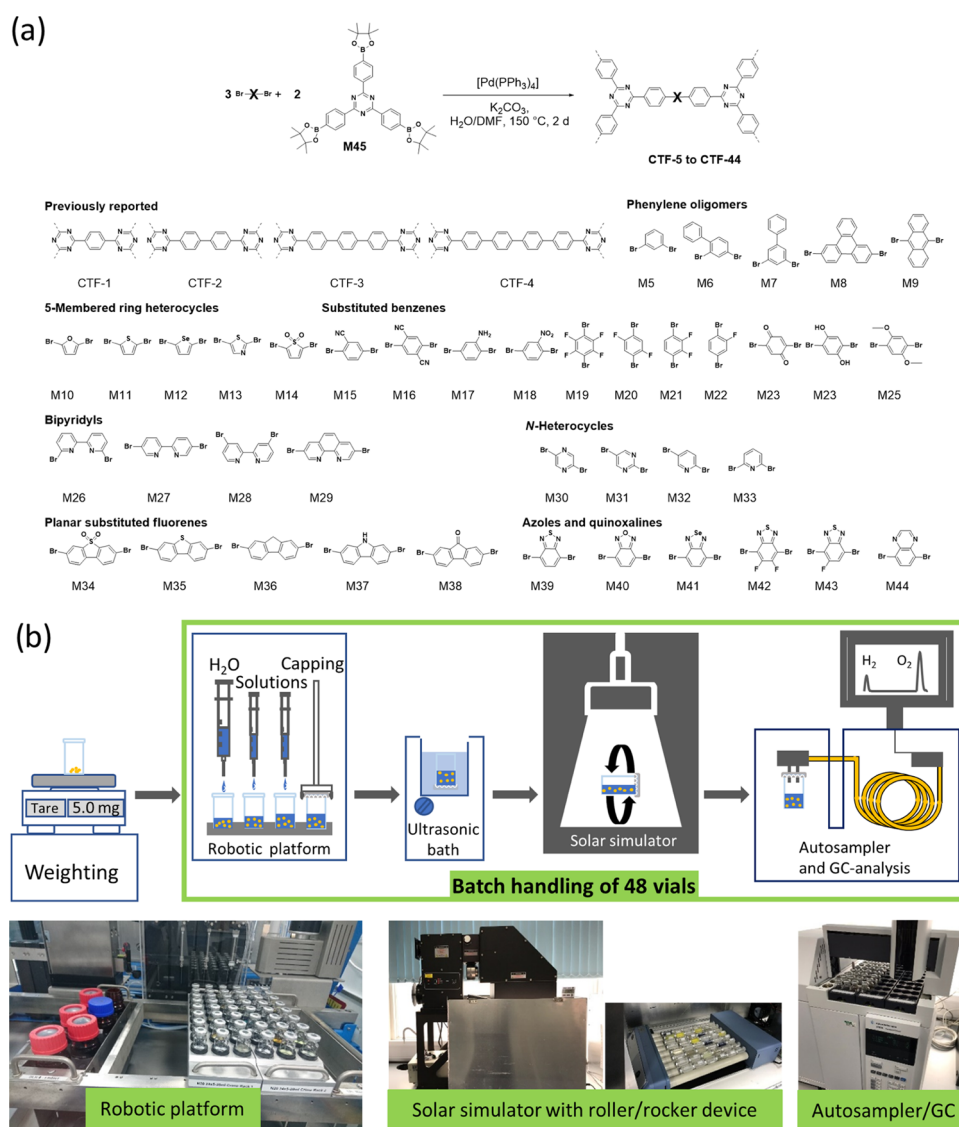 (a)
3 Br X Br + 2
M45
[Pd(PPh3)4]
K2CO3,
H2O/DMF, 150 °C, 2 d
X
CTF-5 to CTF-44
Previously reported
CTF-1 CTF-2 CTF-3 CTF-4
Phenylene oligomers
M5 M6 M7 M8 M9
5-Membered ring heterocycles
M10 M11 M12 M13 M14
Substituted benzenes
M15 M16 M17 M18 M19 M20 M21 M22 M23 M23 M25
Bipyridyls
M26 M27 M28 M29
N-Heterocycles
M30 M31 M32 M33
Planar substituted fluorenes
M34 M35 M36 M37 M38
Azoles and quinoxalines
M39 M40 M41 M42 M43 M44
(b)
Tare 5.0 mg
Weighting
H2O
Solutions
Capping
Robotic platform
Ultrasonic
bath
Solar simulator
H2 O2
Autosampler
and GC-analysis
Batch handling of 48 vials
Robotic platform
Solar simulator with roller/rocker device
Autosampler/GC